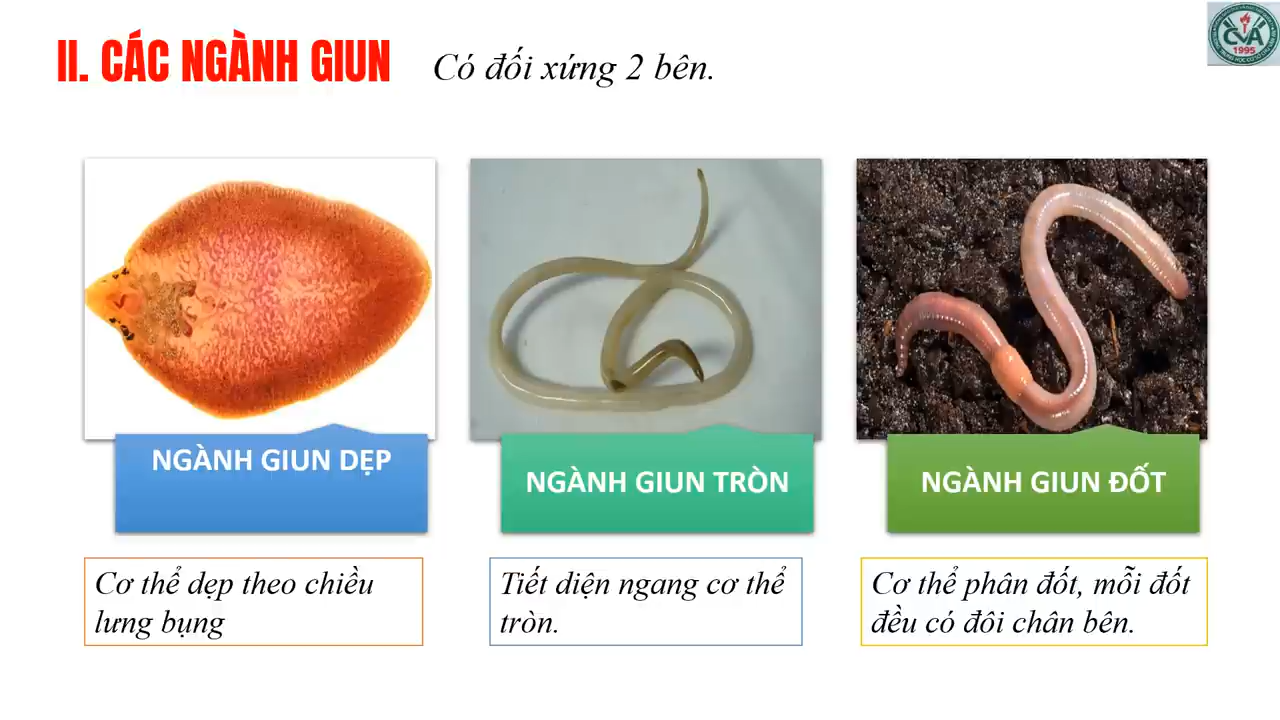 II. CÁC NGÀNH GIUN
Có đối xứng 2 bên.
CVA
1995
NGÀNH GIUN DẸP
NGÀNH GIUN TRÒN
NGÀNH GIUN ĐỐT
Cơ thể dẹp theo chiều
lưng bụng
Tiết diện ngang cơ thể
tròn.
Cơ thể phân đốt, mỗi đốt
đều có đôi chân bên.